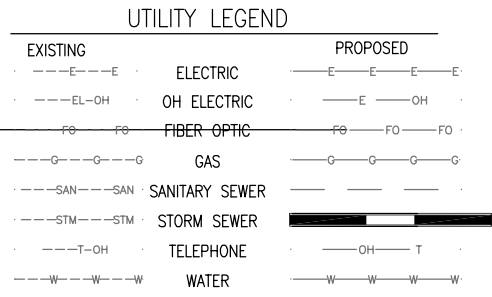 UTILITY LEGEND
EXISTING PROPOSED
E E ELECTRIC E E E E
EL-OH OH ELECTRIC E OH
FO FO FIBER OPTIC FO FO FO
G G G GAS G G G G
SAN SAN SANITARY SEWER
STM STM STORM SEWER
T-OH TELEPHONE OH T
W W W WATER W W W W